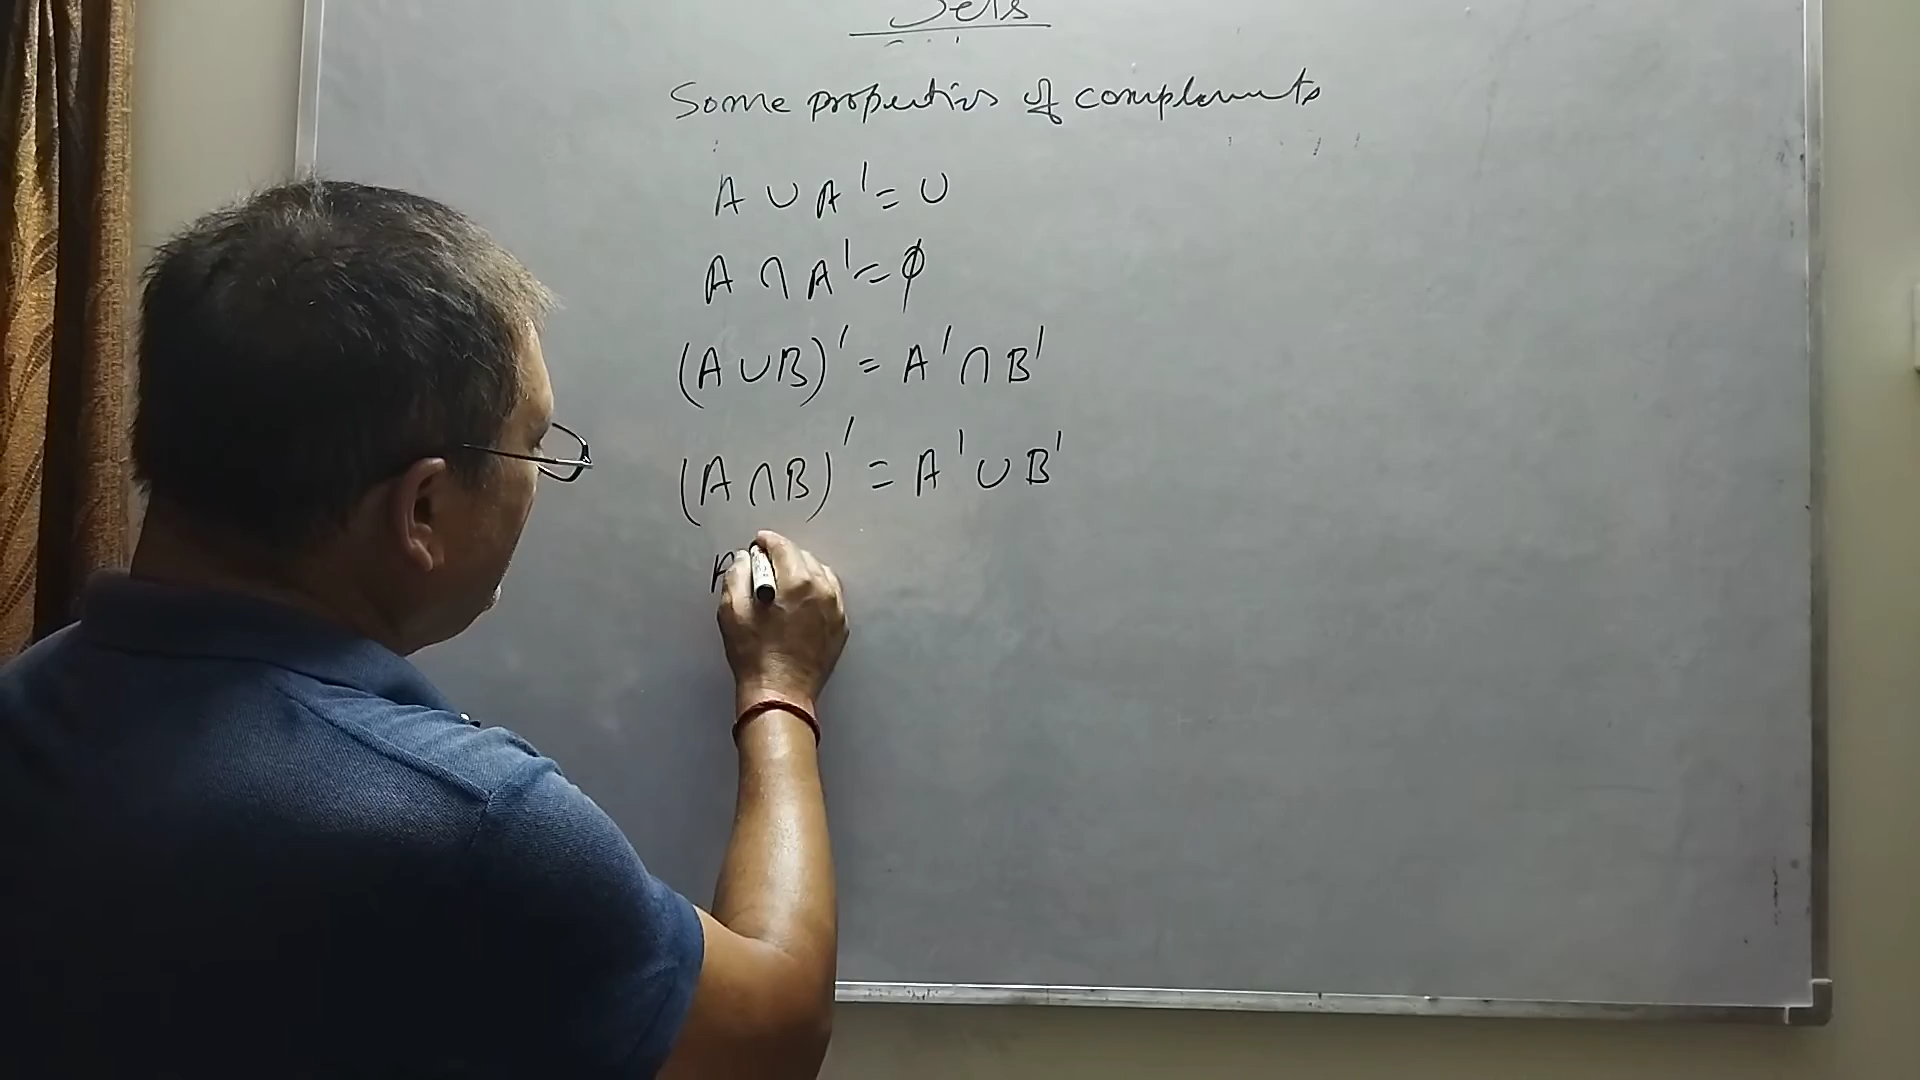 Sets
Some properties of complements
A ∪ A' = U
A ∩ A' = ϕ
(A ∪ B)' = A' ∩ B'
(A ∩ B)' = A' ∪ B'
A